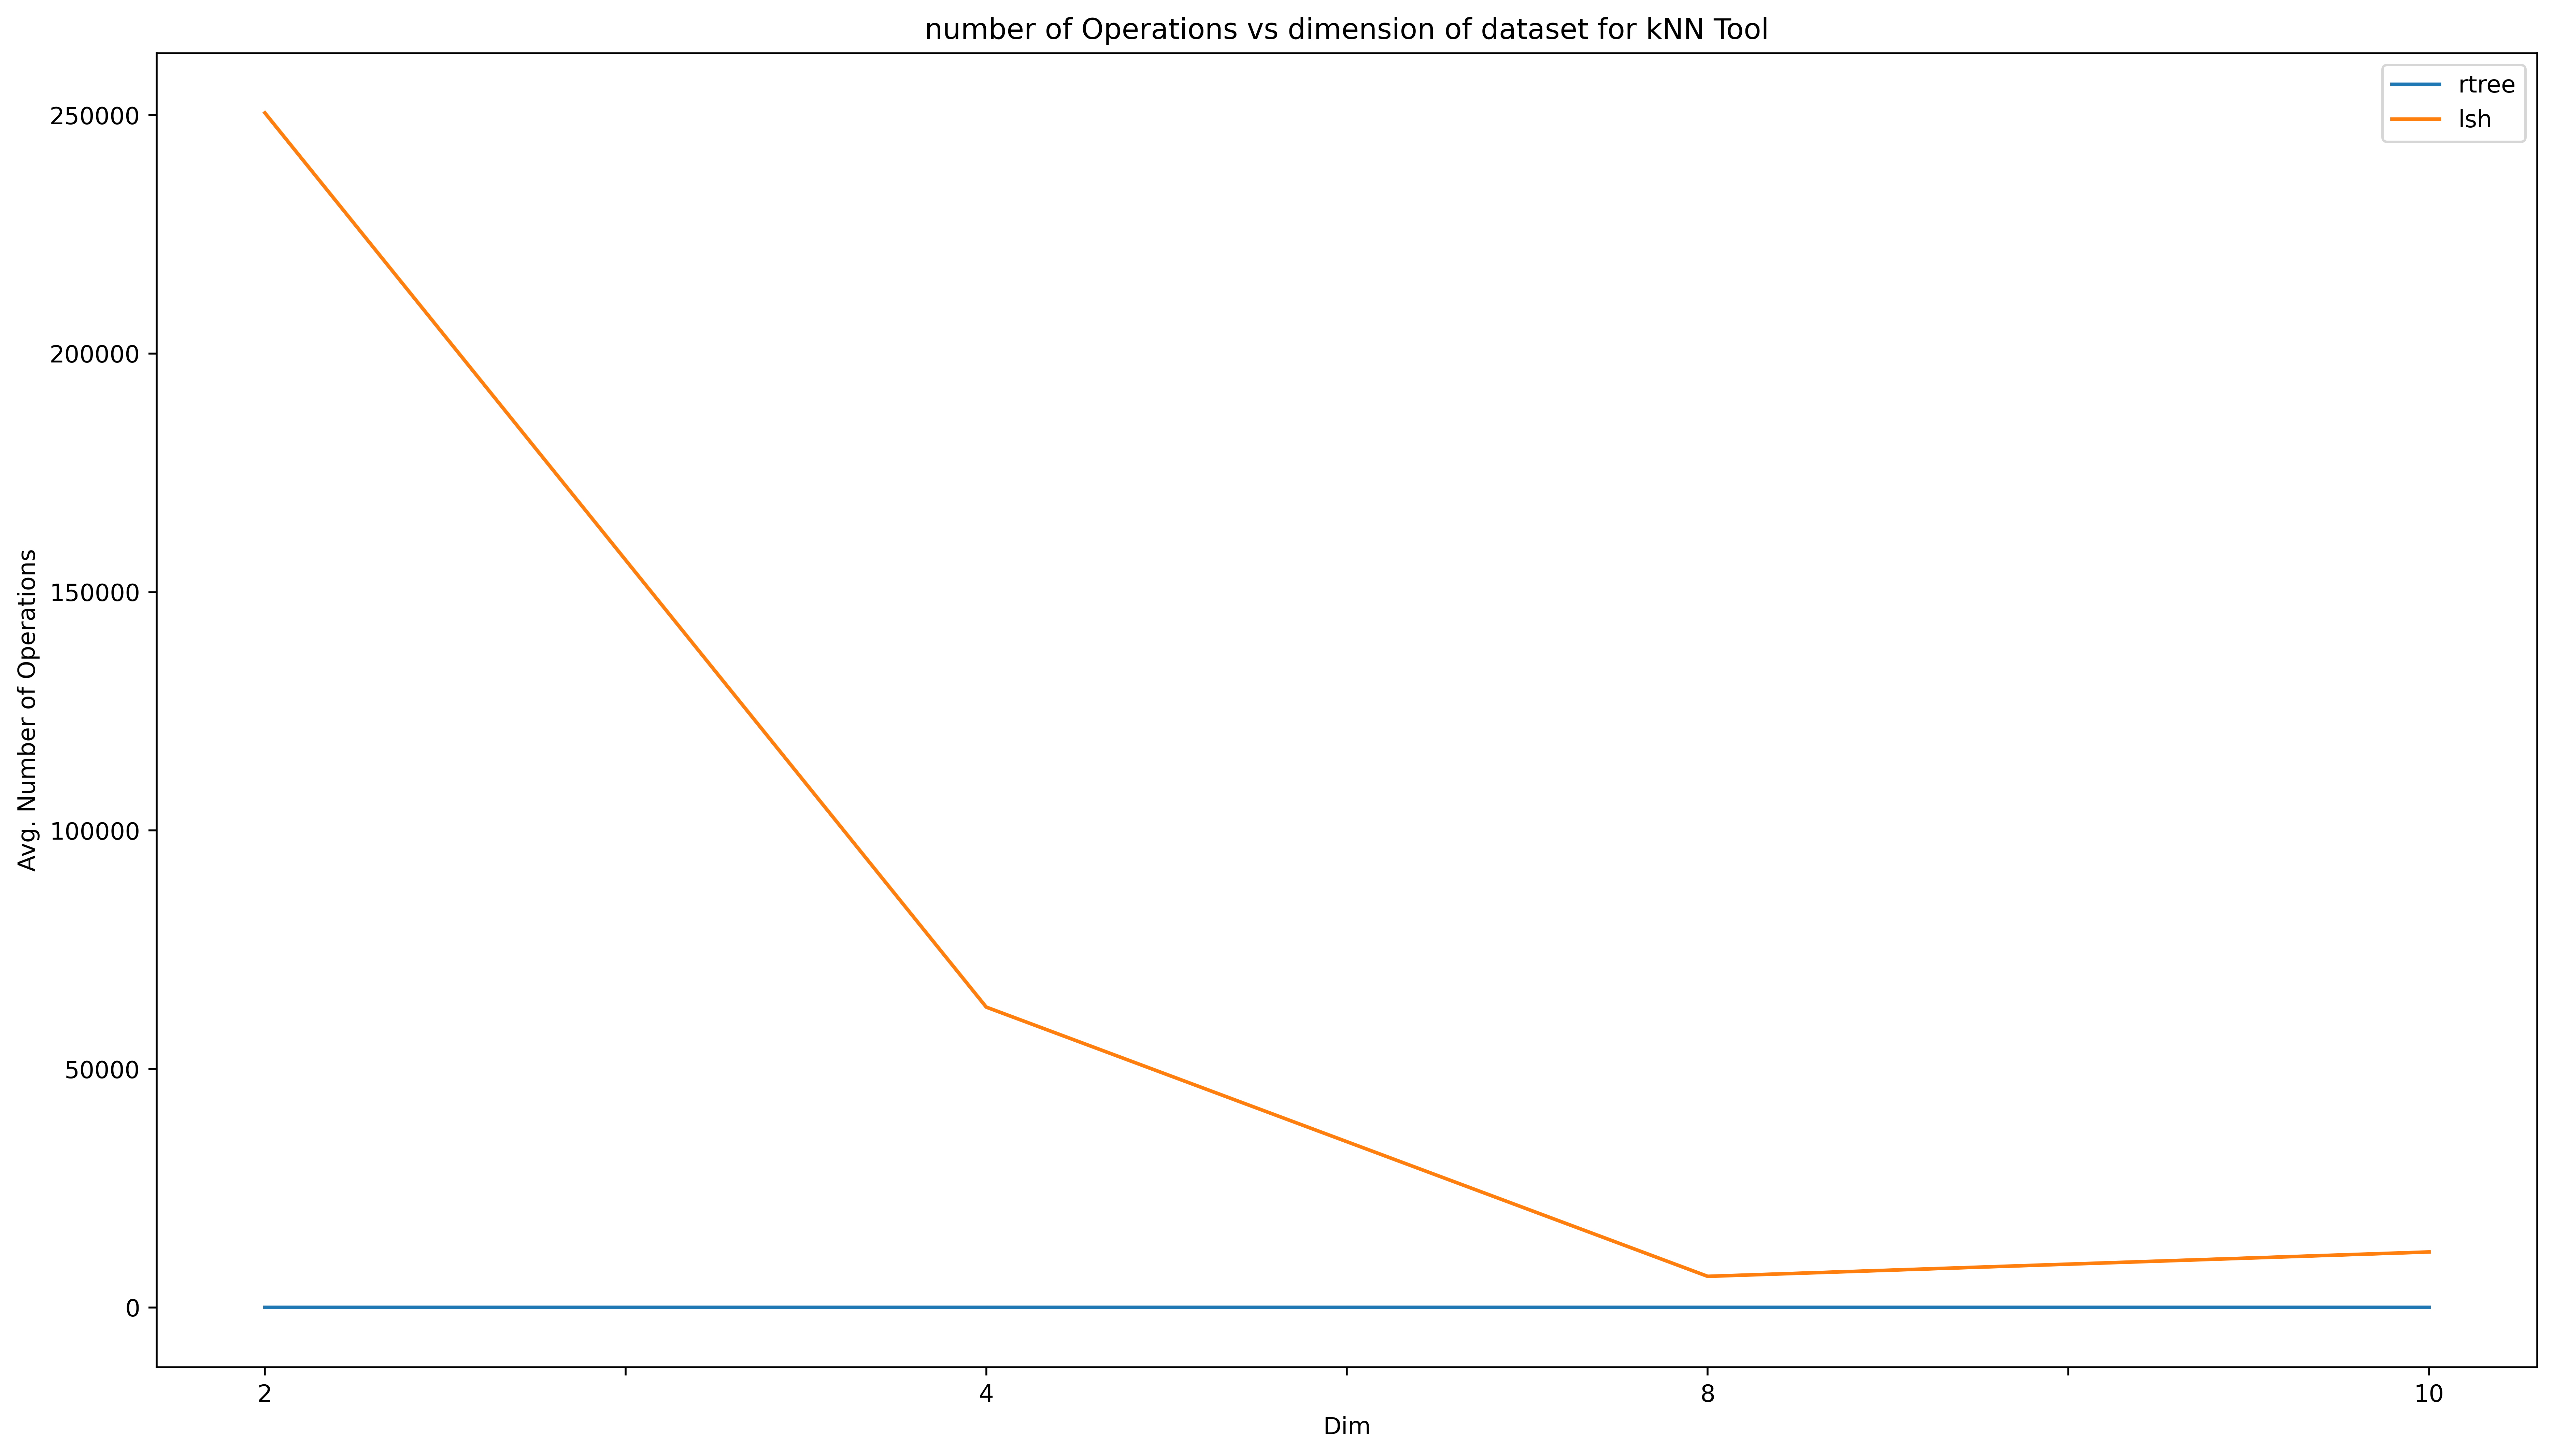 number of Operations vs dimension of dataset for kNN Tool
rtree
lsh
250000
200000
150000
100000
50000
0
Avg. Number of Operations
2 4 8 10
Dim